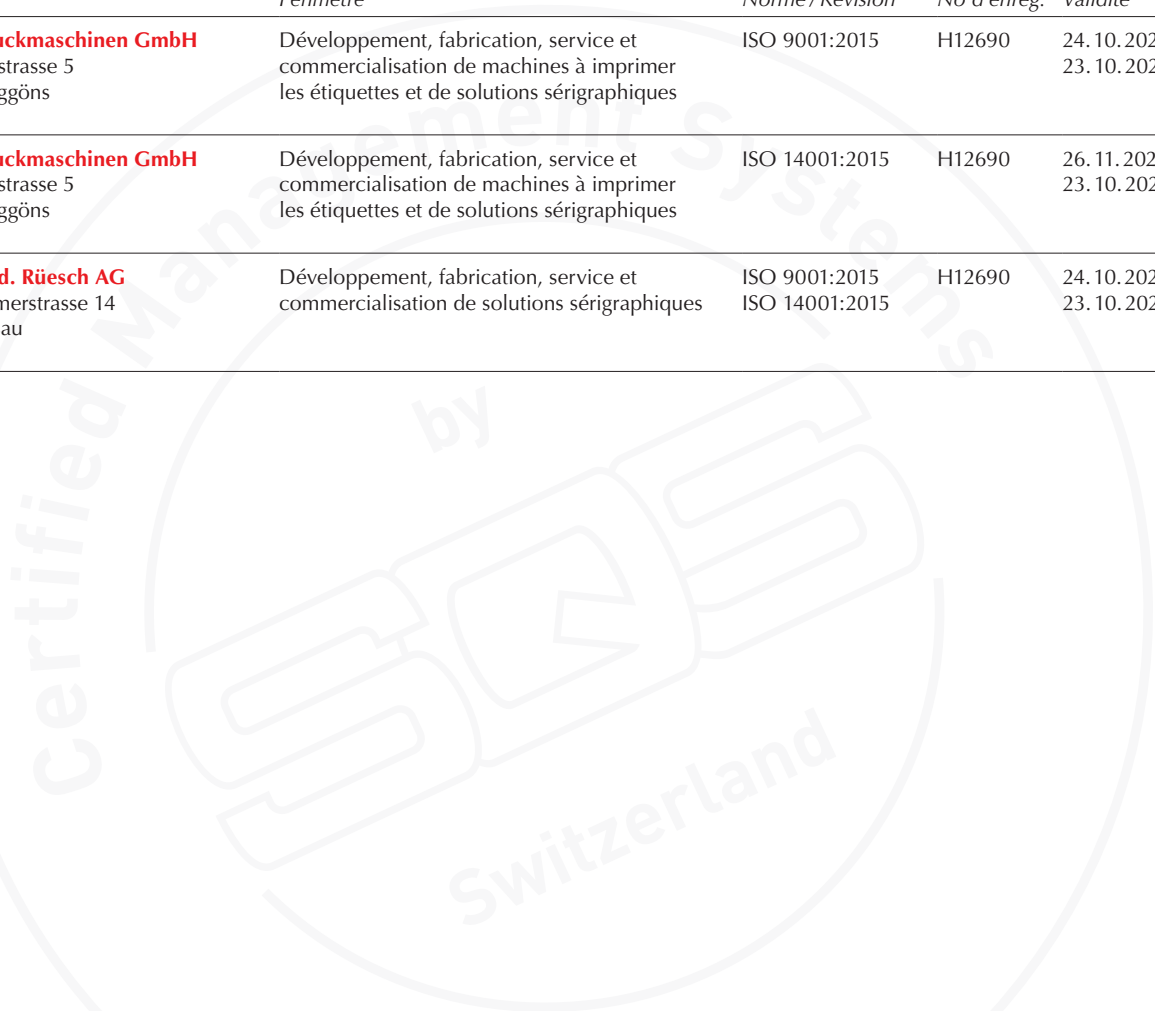 Périmètre Norme / Révision No d'enreg. Validité
uckmaschinen GmbH Développement, fabrication, service et ISO 9001:2015 H12690 24. 10. 202
strasse 5 commercialisation de machines à imprimer 23. 10. 202
ggöns les étiquettes et de solutions sérigraphiques
uckmaschinen GmbH Développement, fabrication, service et ISO 14001:2015 H12690 26. 11. 202
strasse 5 commercialisation de machines à imprimer 23. 10. 202
ggöns les étiquettes et de solutions sérigraphiques
d. Rüesch AG Développement, fabrication, service et ISO 9001:2015 H12690 24. 10. 202
merstrasse 14 commercialisation de solutions sérigraphiques ISO 14001:2015 23. 10. 202
au
Certified Management Systems
by
SQS
Switzerland